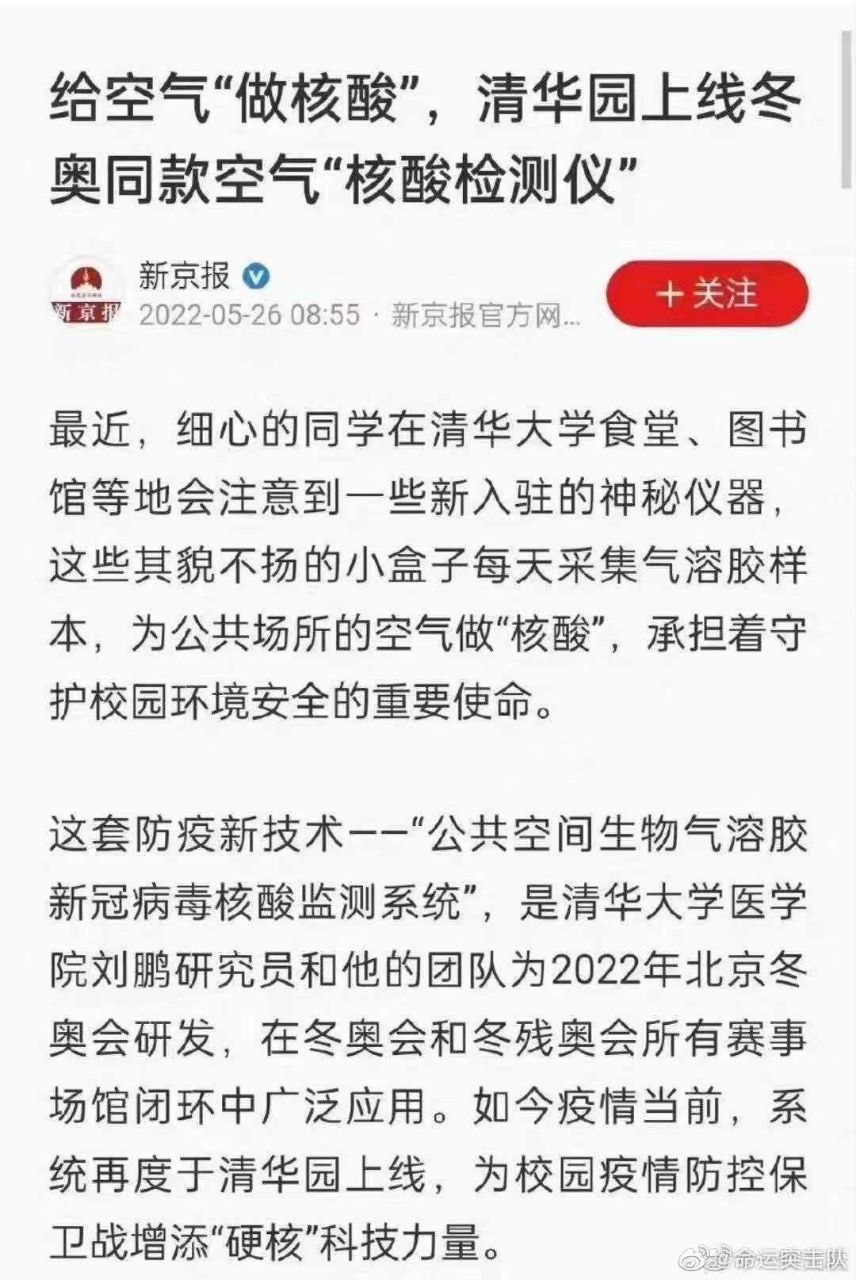 给空气“做核酸”，清华园上线冬
奥同款空气“核酸检测仪”
新京报
新京报
2022-05-26 08:55 · 新京报官方网...
+关注
最近，细心的同学在清华大学食堂、图书
馆等地会注意到一些新入驻的神秘仪器，
这些其貌不扬的小盒子每天采集气溶胶样
本，为公共场所的空气做“核酸”，承担着守
护校园环境安全的重要使命。
这套防疫新技术——“公共空间生物气溶胶
新冠病毒核酸监测系统”，是清华大学医学
院刘鹏研究员和他的团队为2022年北京冬
奥会研发，在冬奥会和冬残奥会所有赛事
场馆闭环中广泛应用。如今疫情当前，系
统再度于清华园上线，为校园疫情防控保
卫战增添“硬核”科技力量。
@命运突击队